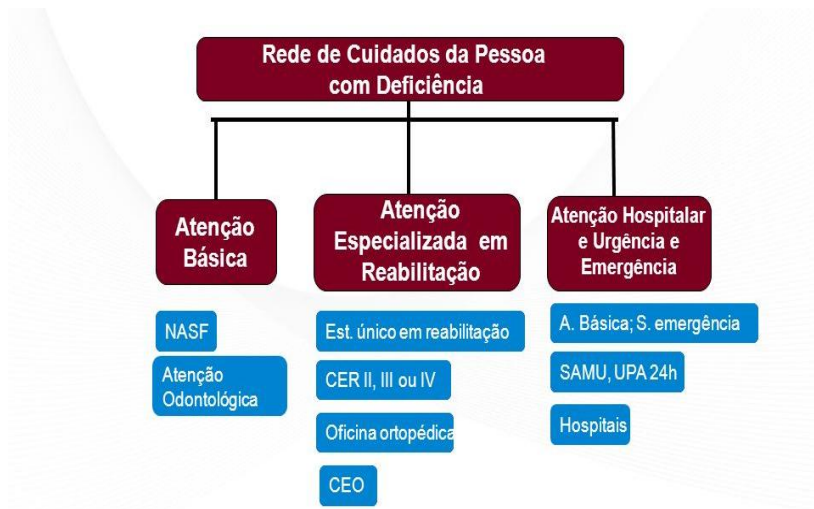 Rede de Cuidados da Pessoa
com Deficiência
Atenção
Básica
NASF
Atenção
Odontológica
Atenção
Especializada em
Reabilitação
Est. único em reabilitação
CER II, III ou IV
Oficina ortopédica
CEO
Atenção Hospitalar
e Urgência e
Emergência
A. Básica; S. emergência
SAMU, UPA 24h
Hospitais